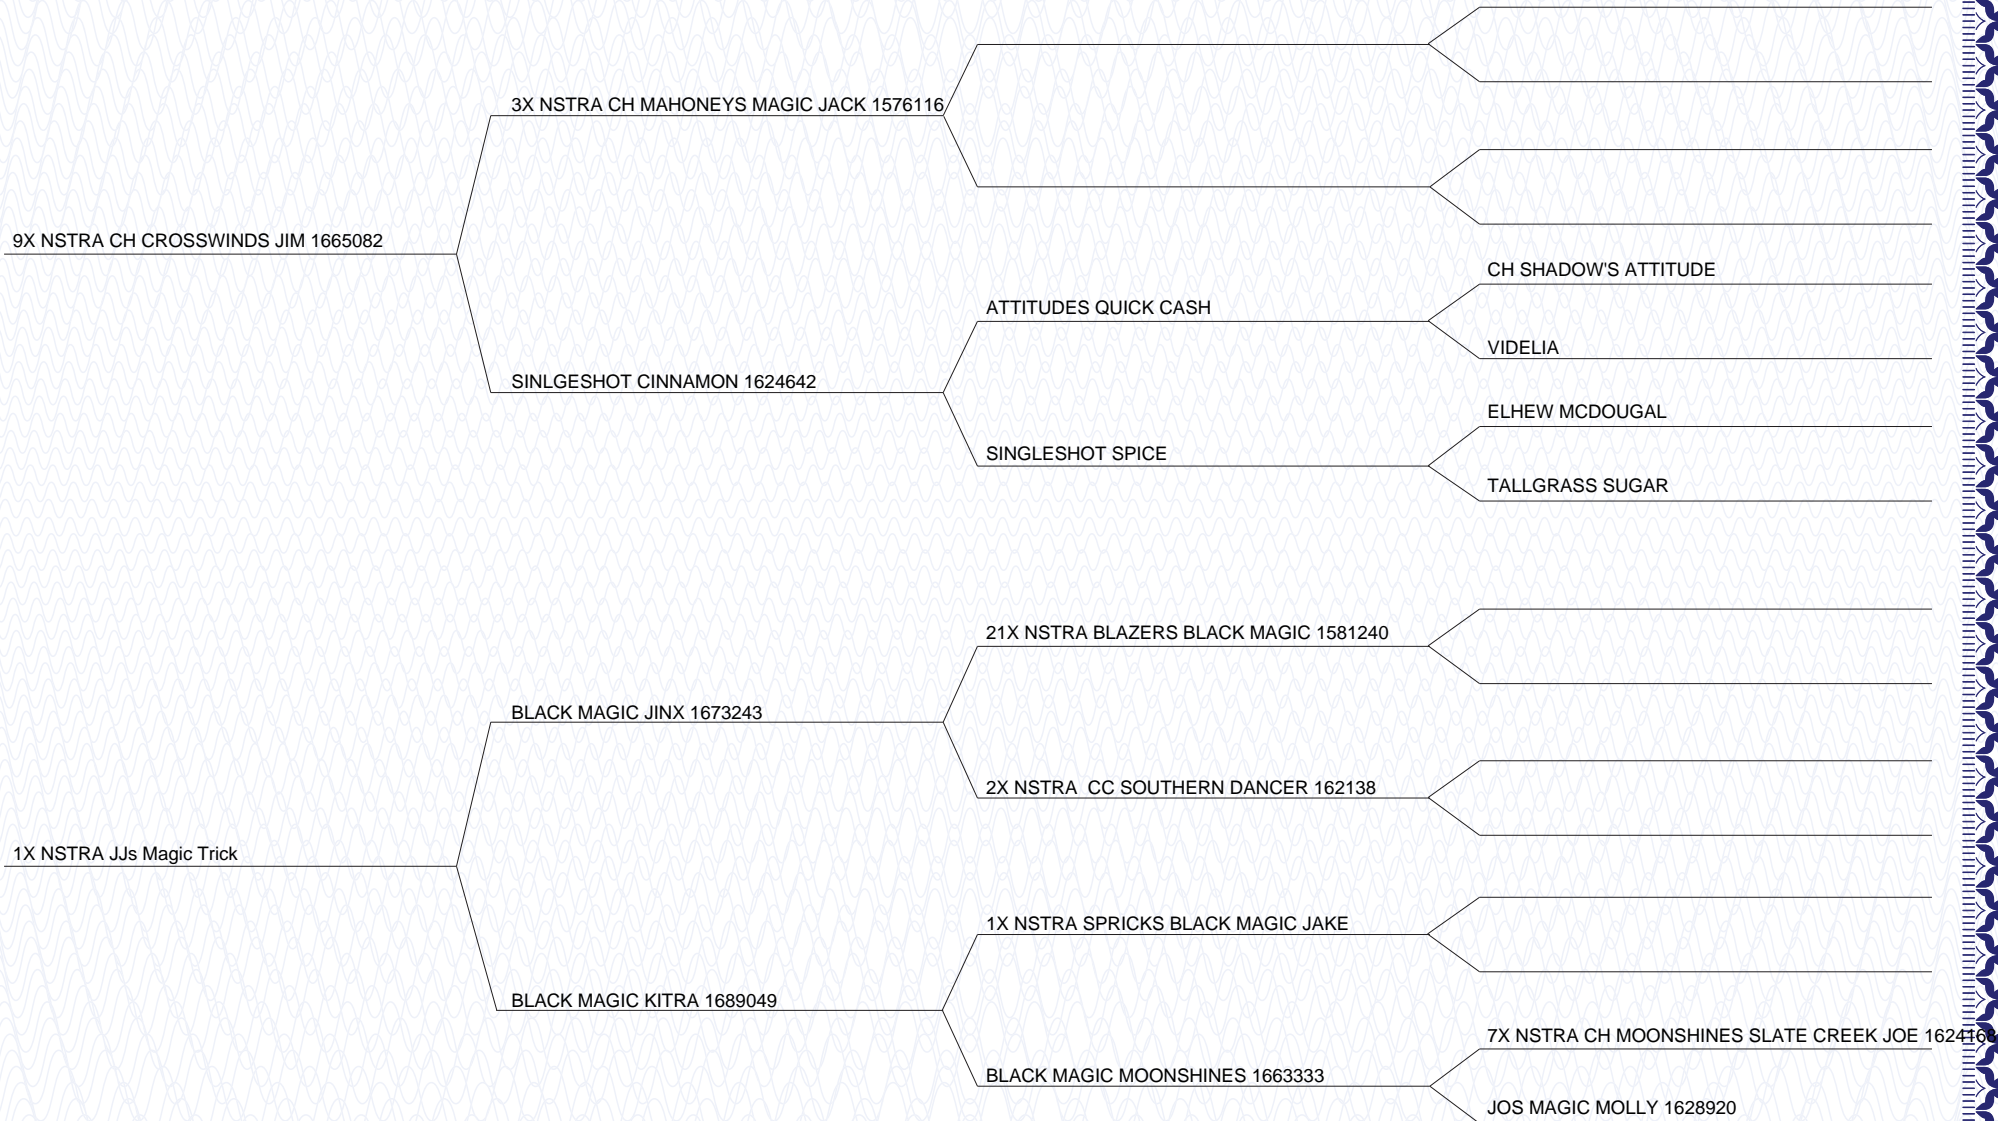 3X NSTRA CH MAHONEYS MAGIC JACK 1576116
9X NSTRA CH CROSSWINDS JIM 1665082
CH SHADOW'S ATTITUDE
ATTITUDES QUICK CASH
VIDELIA
SINLGESHOT CINNAMON 1624642
ELHEW MCDOUGAL
SINGLESHOT SPICE
TALLGRASS SUGAR
21X NSTRA BLAZERS BLACK MAGIC 1581240
BLACK MAGIC JINX 1673243
2X NSTRA  CC SOUTHERN DANCER 162138
1X NSTRA JJs Magic Trick
1X NSTRA SPRICKS BLACK MAGIC JAKE
BLACK MAGIC KITRA 1689049
7X NSTRA CH MOONSHINES SLATE CREEK JOE 1624168
BLACK MAGIC MOONSHINES 1663333
JOS MAGIC MOLLY 1628920